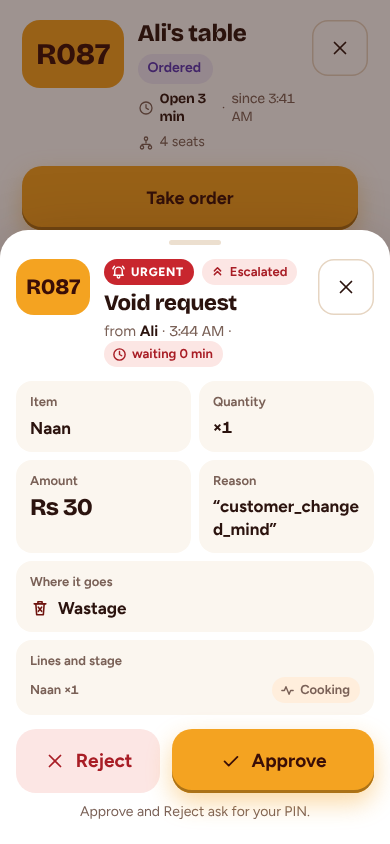 R087
Ali's table
Ordered
Open 3 min · since 3:41 AM
4 seats
Take order
R087
URGENT
Escalated
Void request
from Ali · 3:44 AM ·
waiting 0 min
Item
Naan
Quantity
×1
Amount
Rs 30
Reason
“customer_change
d_mind”
Where it goes
Wastage
Lines and stage
Naan ×1
Cooking
Reject
Approve
Approve and Reject ask for your PIN.